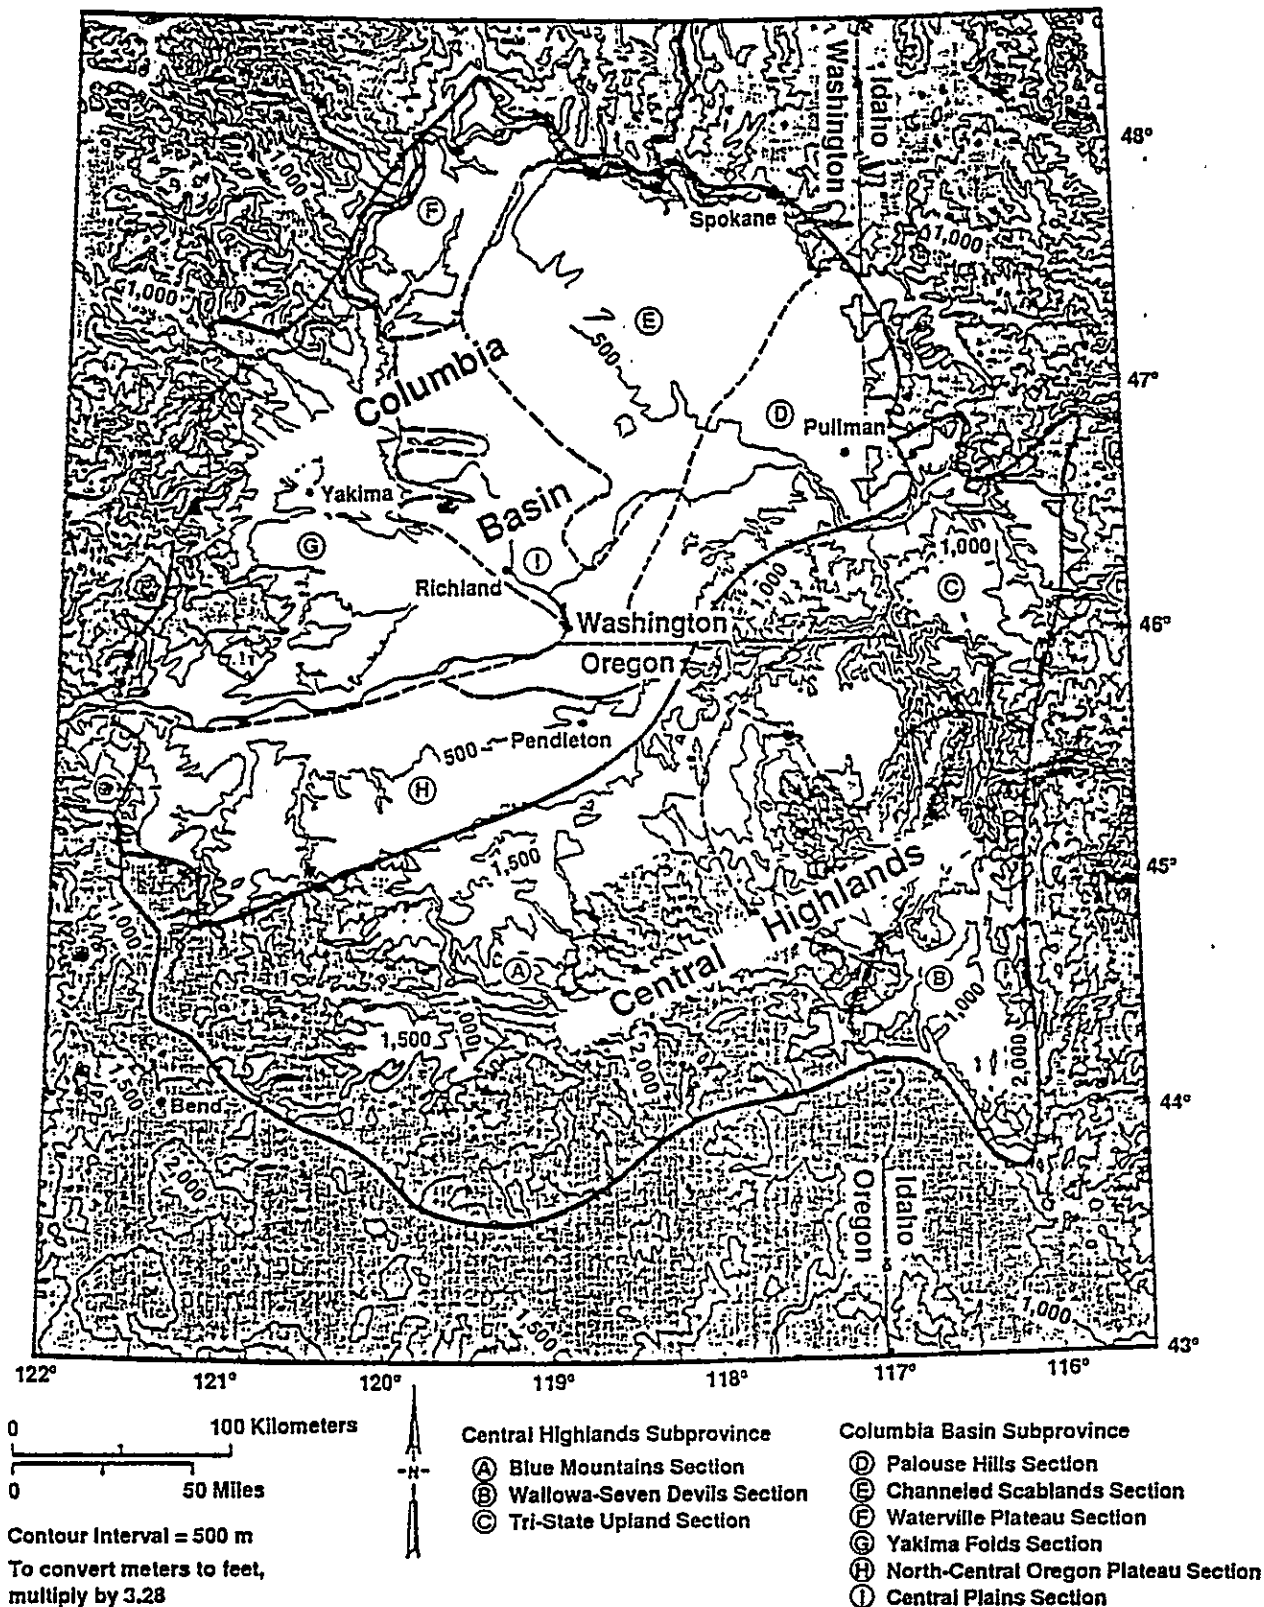 Washington
Idaho
48°
1,000
F
Spokane
1,000
1,000
E
500
47°
Columbia
D
Pullman
Yakima
Basin
G
I
1,000
Richland
1,000
C
Washington
46°
Oregon
500
Pendleton
H
45°
1,500
1,000
Central Highlands
A
B
1,000
1,500
2,000
2,000
1,500
Bend
44°
2,000
Oregon
Idaho
1,000
1,500
43°
122°
121°
120°
119°
118°
117°
116°
0
100 Kilometers
0
50 Miles
Contour Interval = 500 m
To convert meters to feet,
multiply by 3.28
-N-
Central Highlands Subprovince
A Blue Mountains Section
B Wallowa-Seven Devils Section
C Tri-State Upland Section
Columbia Basin Subprovince
D Palouse Hills Section
E Channeled Scablands Section
F Waterville Plateau Section
G Yakima Folds Section
H North-Central Oregon Plateau Section
I Central Plains Section